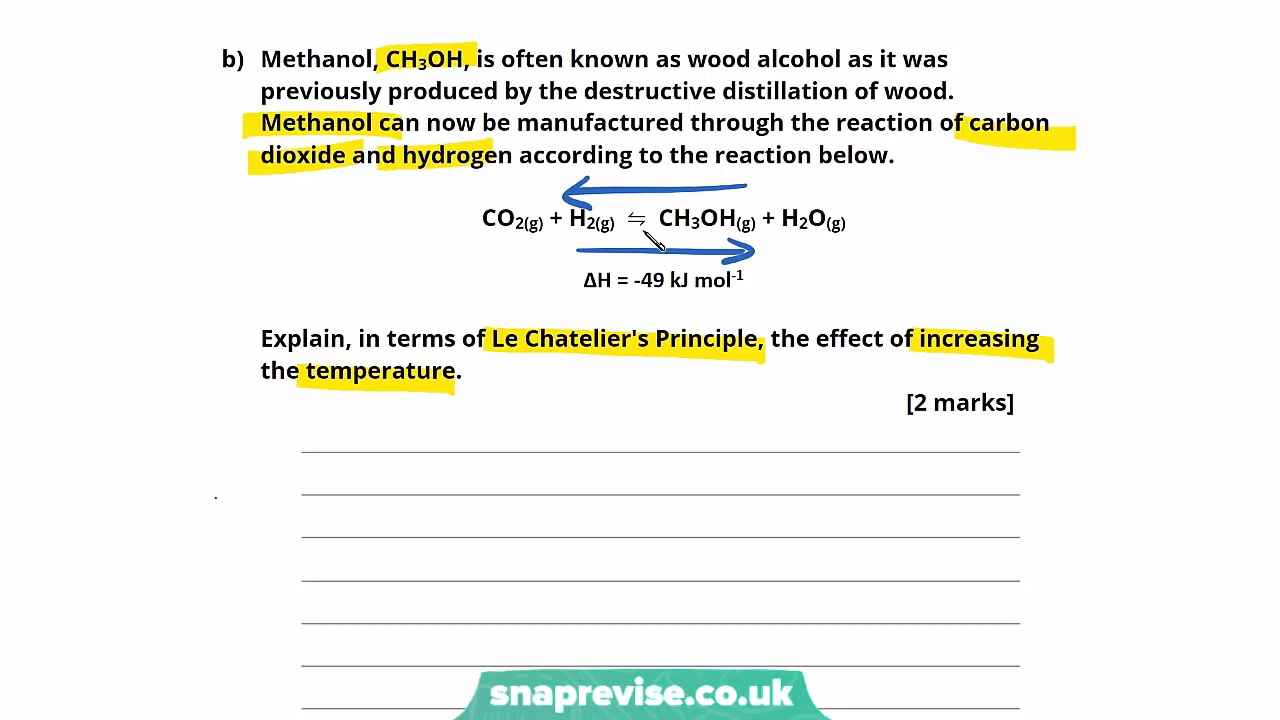 b) Methanol, CH₃OH, is often known as wood alcohol as it was
previously produced by the destructive distillation of wood.
Methanol can now be manufactured through the reaction of carbon
dioxide and hydrogen according to the reaction below.
CO₂(g) + H₂(g) ⇋ CH₃OH(g) + H₂O(g)
ΔH = -49 kJ mol⁻¹
Explain, in terms of Le Chatelier's Principle, the effect of increasing
the temperature.
[2 marks]
snaprevise.co.uk